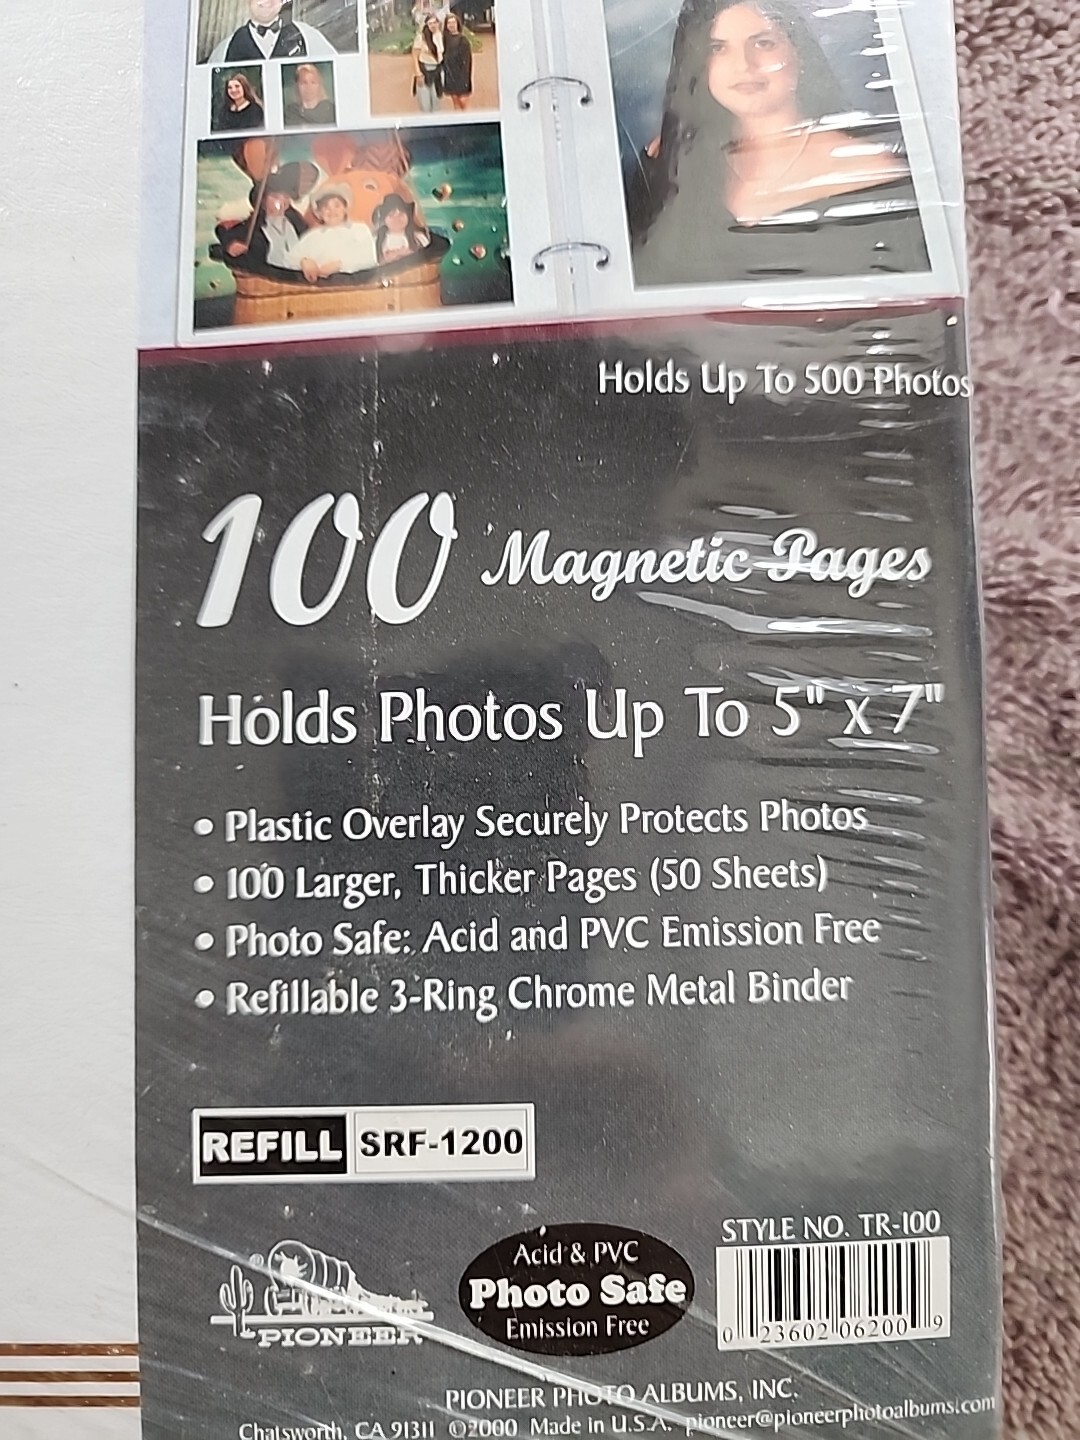 Holds Up To 500 Photos
100 Magnetic Pages
Holds Photos Up To 5" x 7"
• Plastic Overlay Securely Protects Photos
• 100 Larger, Thicker Pages (50 Sheets)
• Photo Safe: Acid and PVC Emission Free
• Refillable 3-Ring Chrome Metal Binder
REFILL SRF-1200
STYLE NO. TR-100
Acid & PVC
Photo Safe
Emission Free
®
PIONEER
0 23602 06200 9
PIONEER PHOTO ALBUMS, INC.
Chatsworth, CA 91311 ©2000 Made in U.S.A. pioneer@pioneerphotoalbums.com